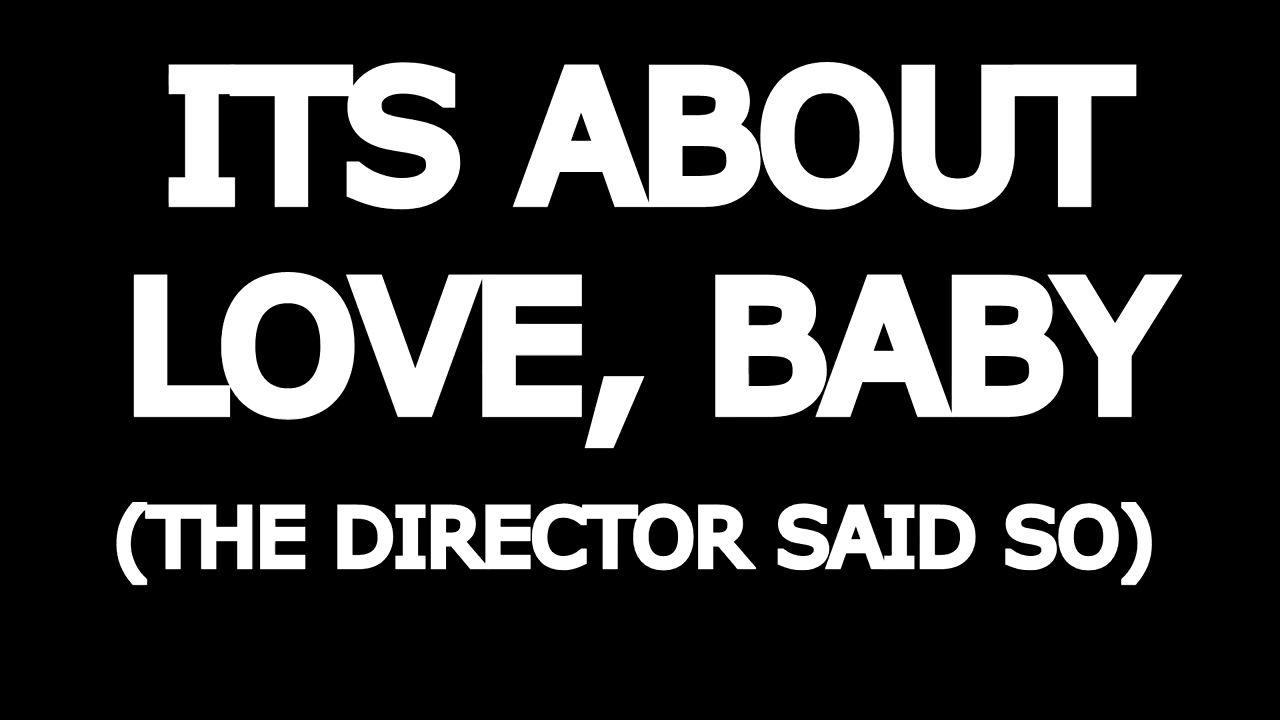 ITS ABOUT
LOVE, BABY
(THE DIRECTOR SAID SO)